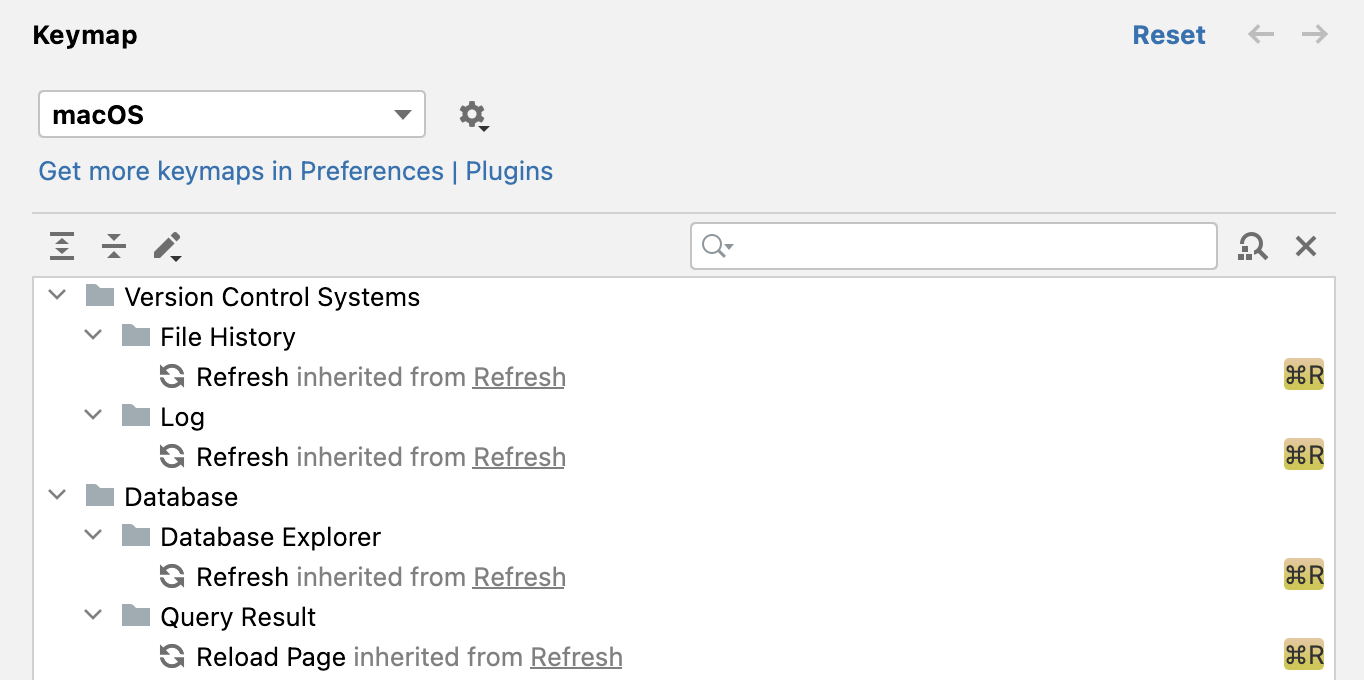 Keymap Reset
macOS
Get more keymaps in Preferences | Plugins
Version Control Systems
File History
Refresh inherited from Refresh ⌘R
Log
Refresh inherited from Refresh ⌘R
Database
Database Explorer
Refresh inherited from Refresh ⌘R
Query Result
Reload Page inherited from Refresh ⌘R